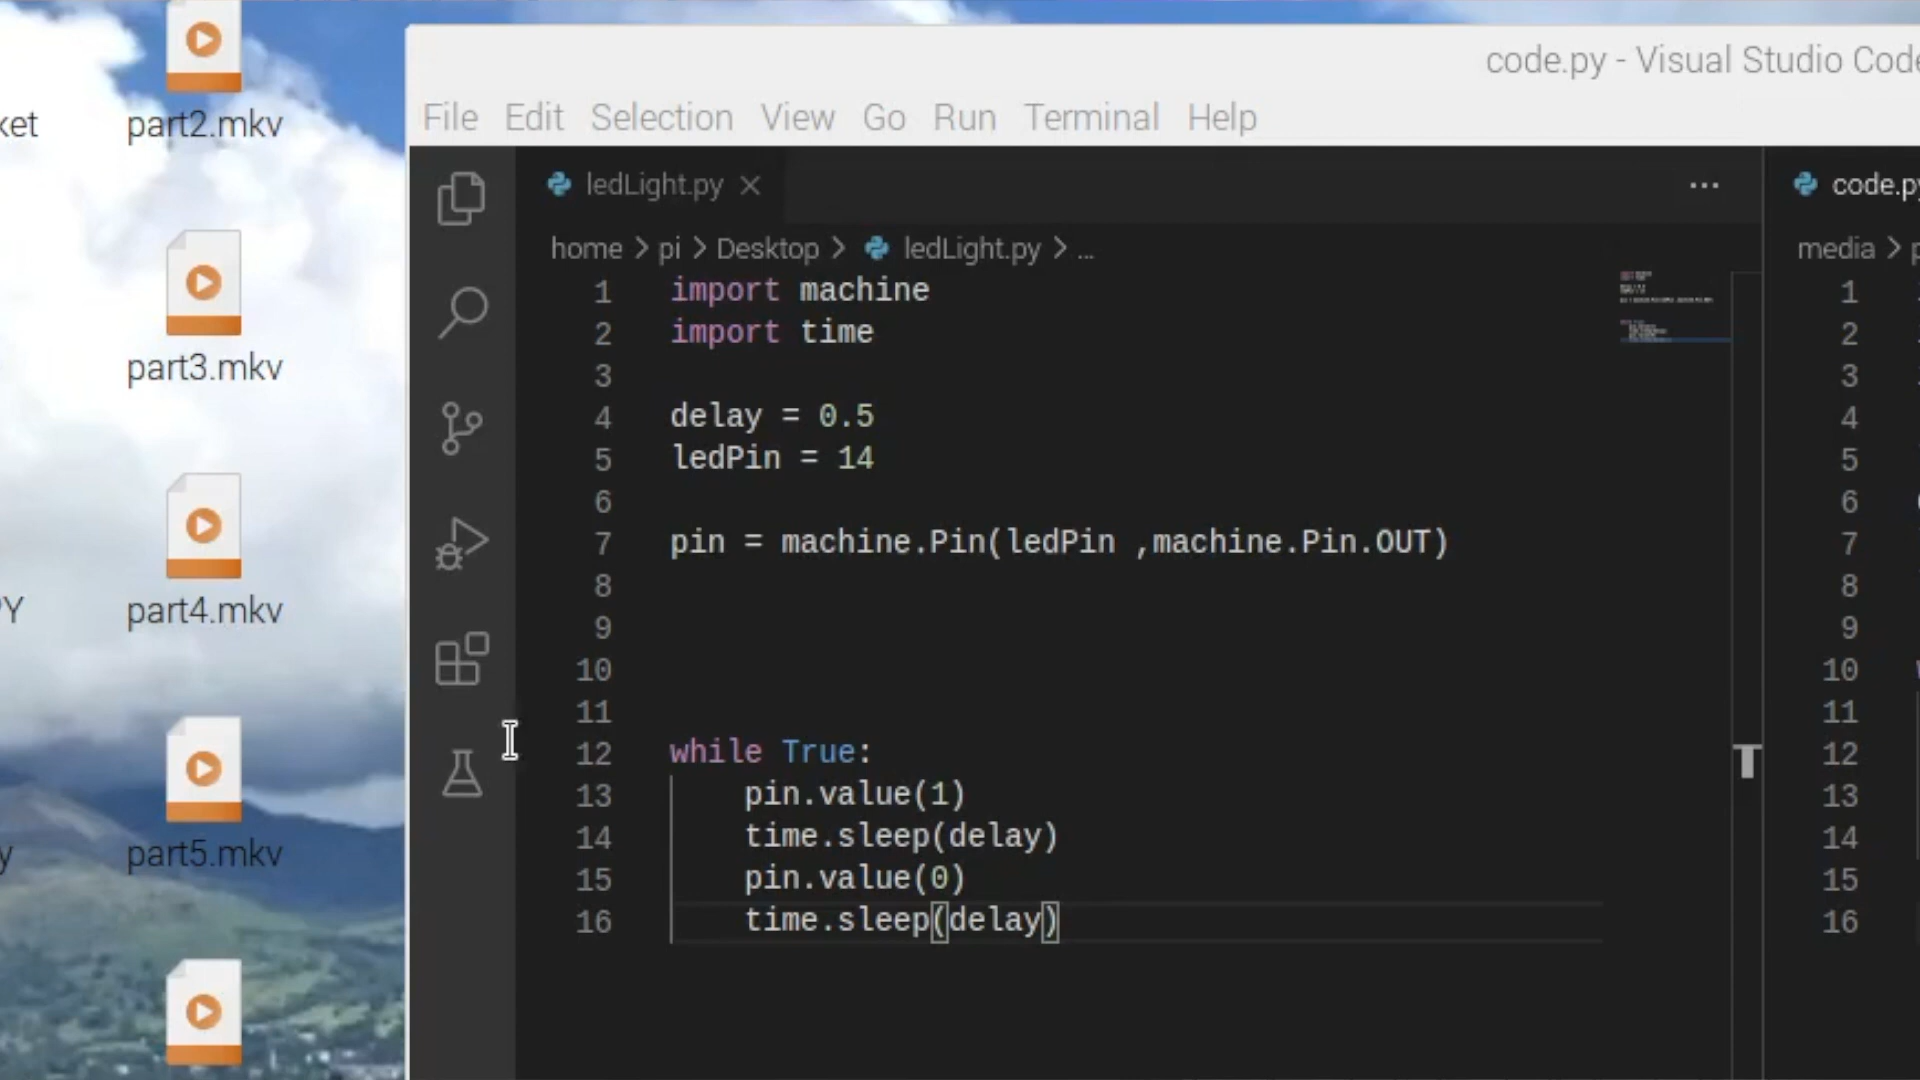 ket
part2.mkv
part3.mkv
part4.mkv
PY
part5.mkv
y
code.py - Visual Studio Code
File Edit Selection View Go Run Terminal Help
ledLight.py
...
home > pi > Desktop > ledLight.py > ...
1 import machine
2 import time
3
4 delay = 0.5
5 ledPin = 14
6
7 pin = machine.Pin(ledPin ,machine.Pin.OUT)
8
9
10
11
12 while True:
13 pin.value(1)
14 time.sleep(delay)
15 pin.value(0)
16 time.sleep(delay)
code.py
media > p
1
2
3
4
5
6
7
8
9
10
11
12
13
14
15
16